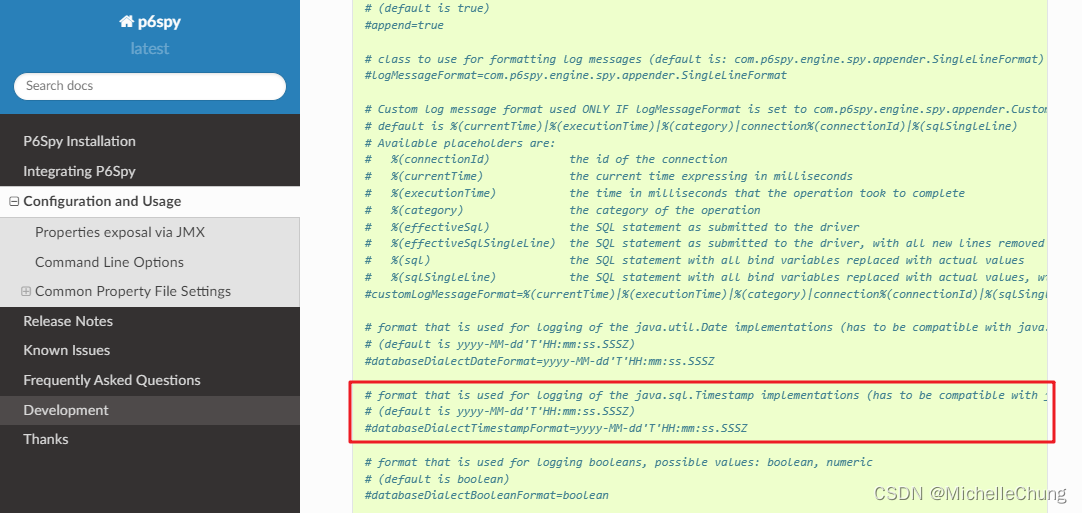 p6spy
latest
Search docs
P6Spy Installation
Integrating P6Spy
Configuration and Usage
Properties exposal via JMX
Command Line Options
Common Property File Settings
Release Notes
Known Issues
Frequently Asked Questions
Development
Thanks
# (default is true)
#append=true
# class to use for formatting log messages (default is: com.p6spy.engine.spy.appender.SingleLineFormat)
#logMessageFormat=com.p6spy.engine.spy.appender.SingleLineFormat
# Custom log message format used ONLY IF logMessageFormat is set to com.p6spy.engine.spy.appender.Custom
# default is %(currentTime)|%(executionTime)|%(category)|connection%(connectionId)|%(sqlSingleLine)
# Available placeholders are:
#   %(connectionId)            the id of the connection
#   %(currentTime)             the current time expressing in milliseconds
#   %(executionTime)           the time in milliseconds that the operation took to complete
#   %(category)                the category of the operation
#   %(effectiveSql)            the SQL statement as submitted to the driver
#   %(effectiveSqlSingleLine)  the SQL statement as submitted to the driver, with all new lines removed
#   %(sql)                     the SQL statement with all bind variables replaced with actual values
#   %(sqlSingleLine)           the SQL statement with all bind variables replaced with actual values, w
#customLogMessageFormat=%(currentTime)|%(executionTime)|%(category)|connection%(connectionId)|%(sqlSing
# format that is used for logging of the java.util.Date implementations (has to be compatible with java.
# (default is yyyy-MM-dd'T'HH:mm:ss.SSSZ)
#databaseDialectDateFormat=yyyy-MM-dd'T'HH:mm:ss.SSSZ
# format that is used for logging of the java.sql.Timestamp implementations (has to be compatible with j
# (default is yyyy-MM-dd'T'HH:mm:ss.SSSZ)
#databaseDialectTimestampFormat=yyyy-MM-dd'T'HH:mm:ss.SSSZ
# format that is used for logging booleans, possible values: boolean, numeric
# (default is boolean)
#databaseDialectBooleanFormat=boolean
CSDN @MichelleChung